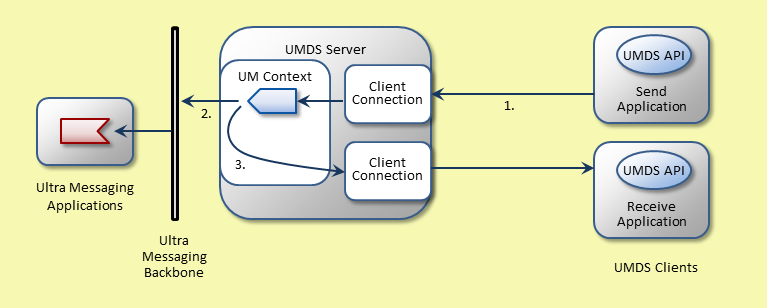 UMDS Server
UM Context
Client
Connection
1.
2.
3.
Client
Connection
UMDS API
Send
Application
UMDS API
Receive
Application
UMDS Clients
Ultra Messaging
Applications
Ultra
Messaging
Backbone